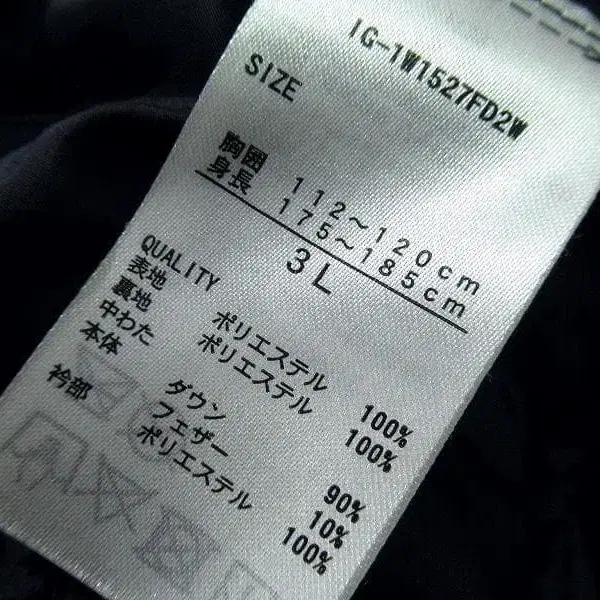 IG-1W1527FD2W
SIZE
胸囲 112～120cm
身長 175～185cm
3L
QUALITY
表地 ポリエステル 100%
裏地 ポリエステル 100%
中わた
本体 ダウン 90%
フェザー 10%
衿部 ポリエステル 100%